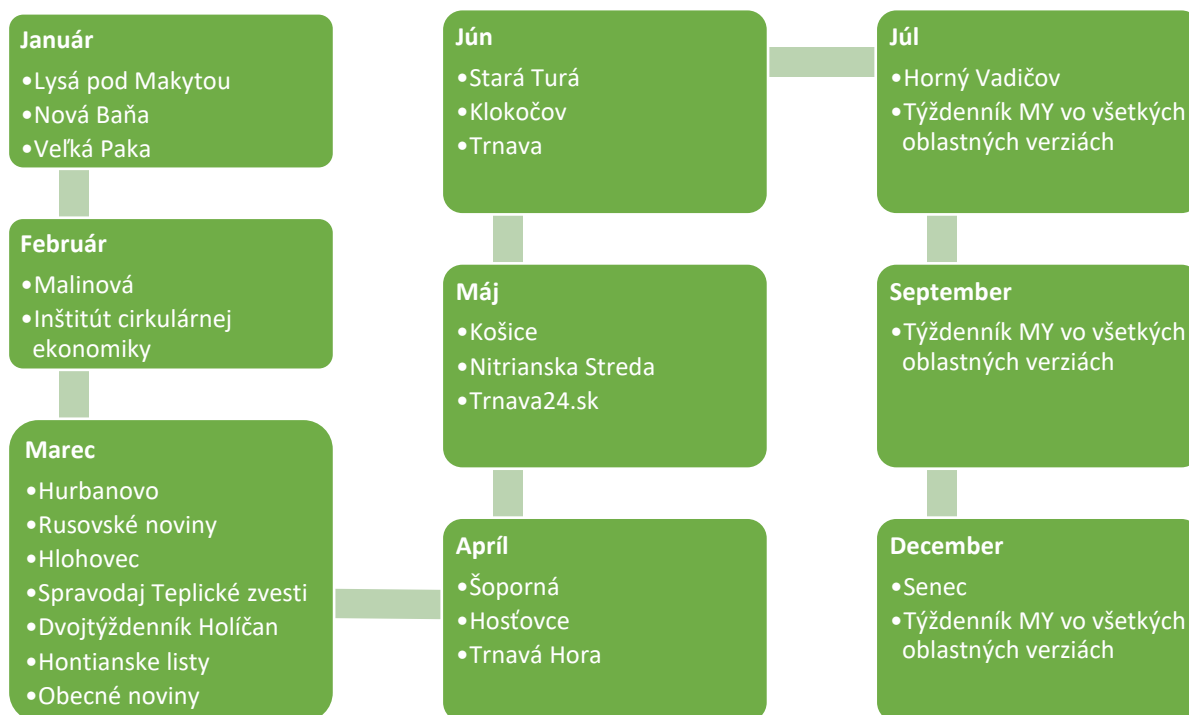 Január
•Lysá pod Makytou
•Nová Baňa
•Veľká Paka
Február
•Malinová
•Inštitút cirkulárnej
ekonomiky
Marec
•Hurbanovo
•Rusovské noviny
•Hlohovec
•Spravodaj Teplické zvesti
•Dvojtýždenník Holíčan
•Hontianske listy
•Obecné noviny
Apríl
•Šoporná
•Hosťovce
•Trnavá Hora
Máj
•Košice
•Nitrianska Streda
•Trnava24.sk
Jún
•Stará Turá
•Klokočov
•Trnava
Júl
•Horný Vadičov
•Týždenník MY vo všetkých
oblastných verziách
September
•Týždenník MY vo všetkých
oblastných verziách
December
•Senec
•Týždenník MY vo všetkých
oblastných verziách